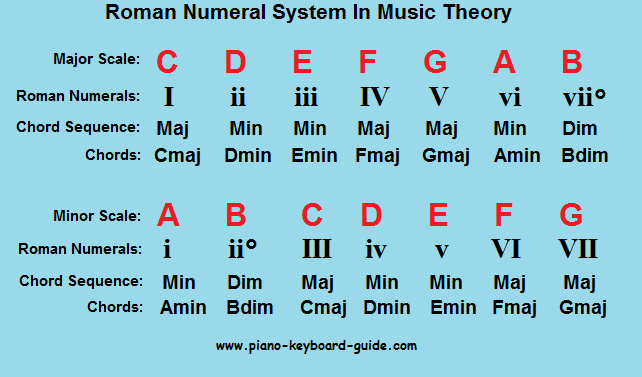 Roman Numeral System In Music Theory
Major Scale: C D E F G A B
Roman Numerals: I ii iii IV V vi vii°
Chord Sequence: Maj Min Min Maj Maj Min Dim
Chords: Cmaj Dmin Emin Fmaj Gmaj Amin Bdim
Minor Scale: A B C D E F G
Roman Numerals: i ii° III iv v VI VII
Chord Sequence: Min Dim Maj Min Min Maj Maj
Chords: Amin Bdim Cmaj Dmin Emin Fmaj Gmaj
www.piano-keyboard-guide.com